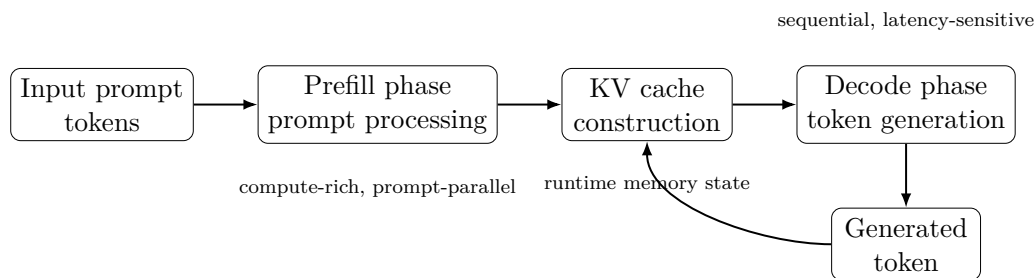 sequential, latency-sensitive
Input prompt
tokens
Prefill phase
prompt processing
KV cache
construction
Decode phase
token generation
compute-rich, prompt-parallel
runtime memory state
Generated
token